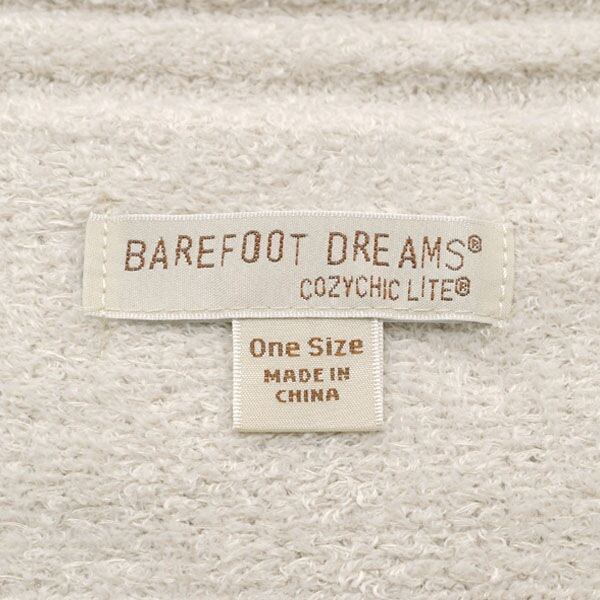 BAREFOOT DREAMS®
COZYCHIC LiTE®
One Size
MADE IN
CHINA